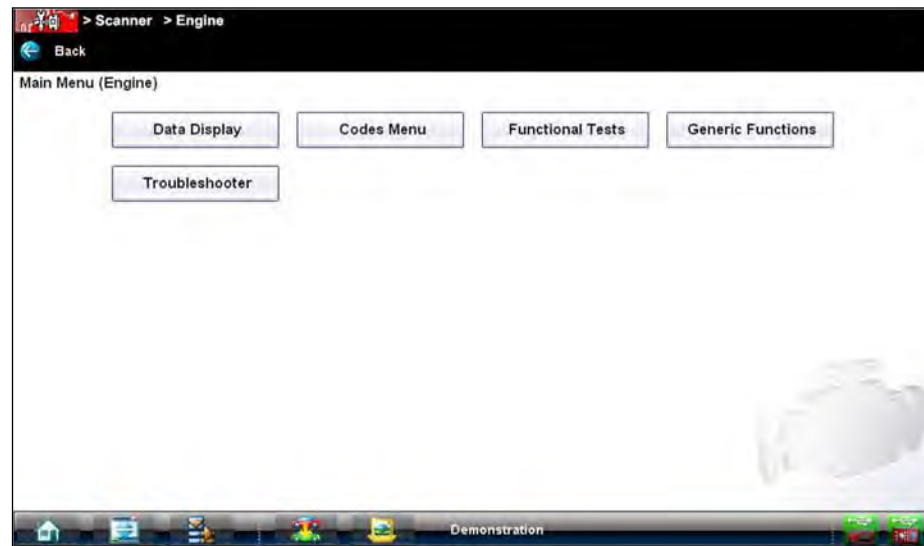 > Scanner > Engine
Back
Main Menu (Engine)
Data Display Codes Menu Functional Tests Generic Functions
Troubleshooter
Demonstration